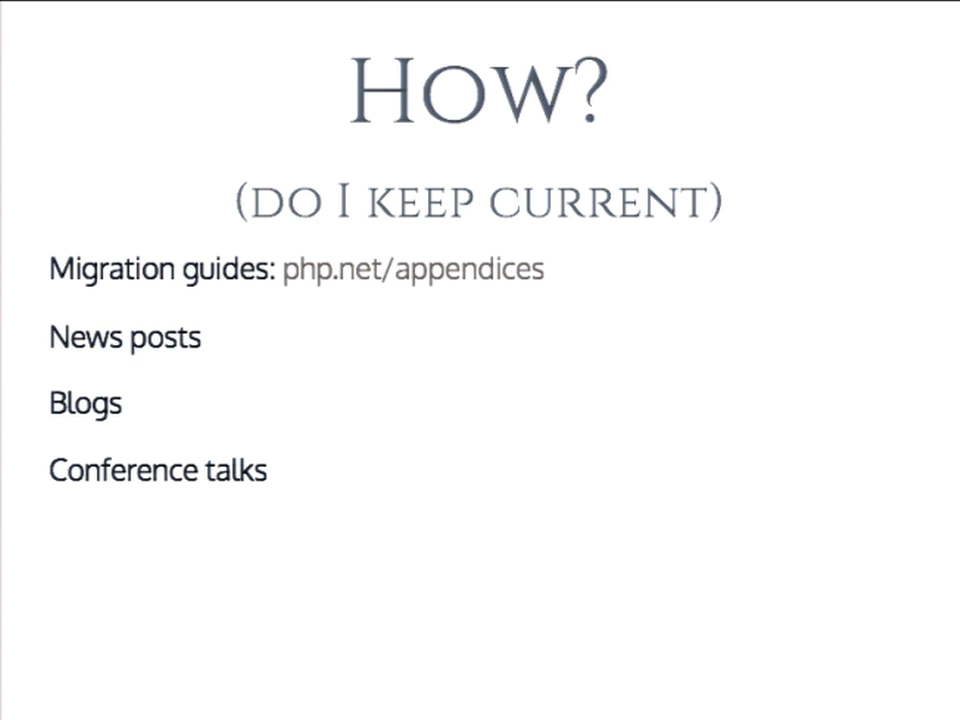 How?
(do I keep current)
Migration guides: php.net/appendices
News posts
Blogs
Conference talks